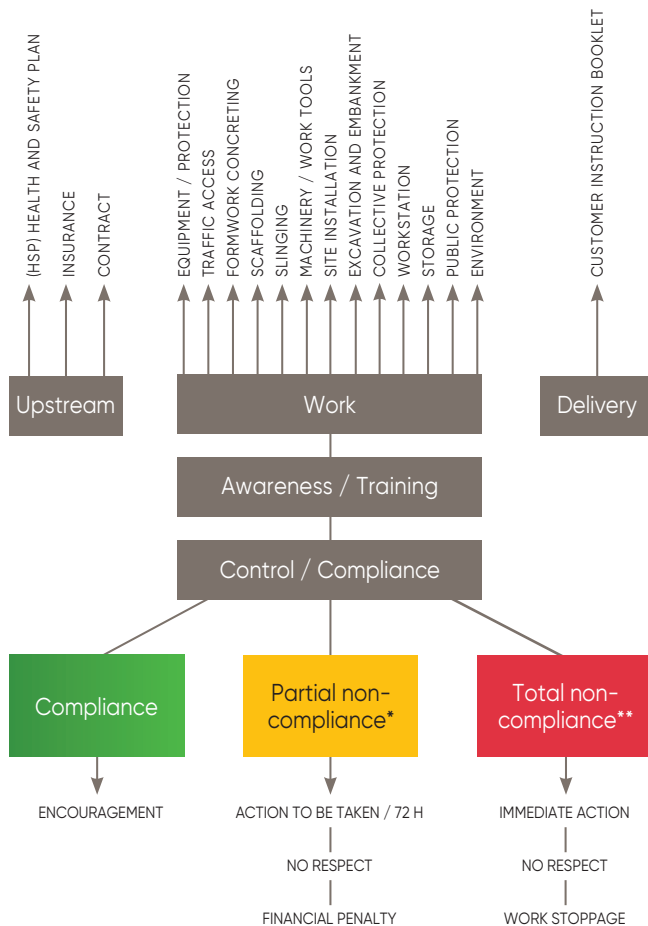 (HSP) HEALTH AND SAFETY PLAN
INSURANCE
CONTRACT
EQUIPMENT / PROTECTION
TRAFFIC ACCESS
FORMWORK CONCRETING
SCAFFOLDING
SLINGING
MACHINERY / WORK TOOLS
SITE INSTALLATION
EXCAVATION AND EMBANKMENT
COLLECTIVE PROTECTION
WORKSTATION
STORAGE
PUBLIC PROTECTION
ENVIRONMENT
CUSTOMER INSTRUCTION BOOKLET
Upstream
Work
Delivery
Awareness / Training
Control / Compliance
Compliance
Partial non-
compliance*
Total non-
compliance**
ENCOURAGEMENT
ACTION TO BE TAKEN / 72 H
IMMEDIATE ACTION
NO RESPECT
NO RESPECT
FINANCIAL PENALTY
WORK STOPPAGE